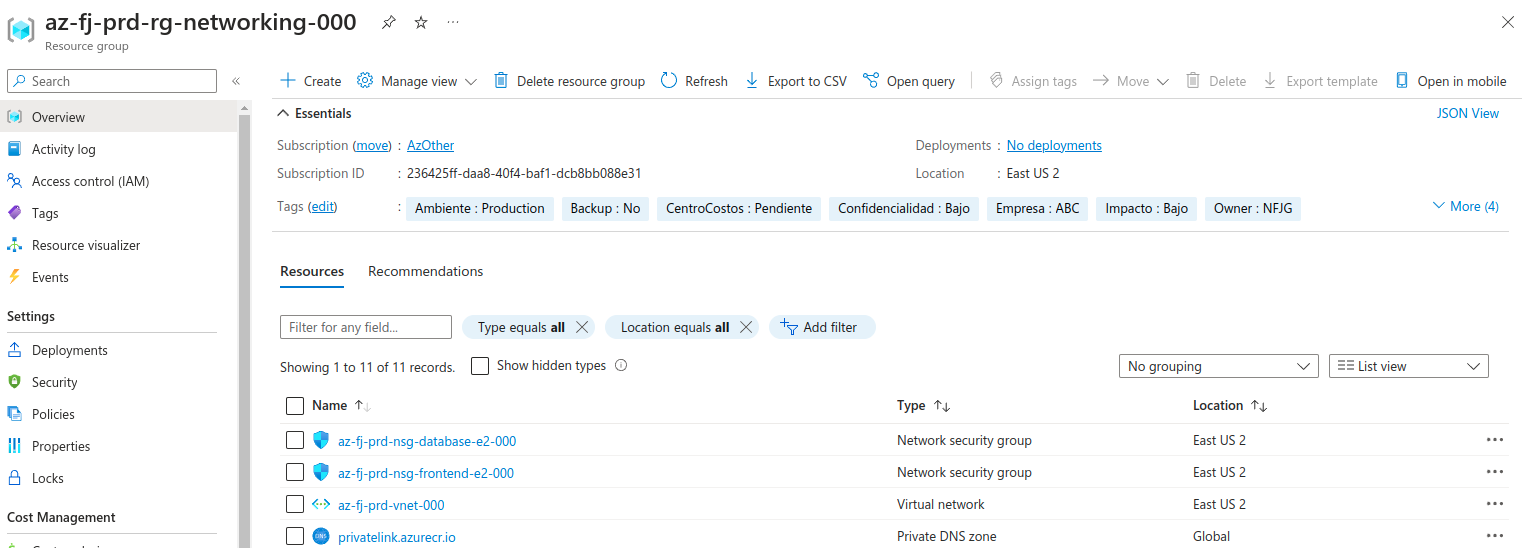 az-fj-prd-rg-networking-000
Resource group
Search
Create Manage view Delete resource group Refresh Export to CSV Open query Assign tags Move Delete Export template Open in mobile
Overview
Activity log
Access control (IAM)
Tags
Resource visualizer
Events
Settings
Deployments
Security
Policies
Properties
Locks
Cost Management
Essentials
JSON View
Subscription (move) : AzOther
Deployments : No deployments
Subscription ID : 236425ff-daa8-40f4-baf1-dcb8bb088e31
Location : East US 2
Tags (edit) : Ambiente : Production Backup : No CentroCostos : Pendiente Confidencialidad : Bajo Empresa : ABC Impacto : Bajo Owner : NFJG More (4)
Resources Recommendations
Filter for any field... Type equals all Location equals all Add filter
Showing 1 to 11 of 11 records. Show hidden types No grouping List view
Name Type Location
az-fj-prd-nsg-database-e2-000 Network security group East US 2
az-fj-prd-nsg-frontend-e2-000 Network security group East US 2
az-fj-prd-vnet-000 Virtual network East US 2
privatelink.azurecr.io Private DNS zone Global